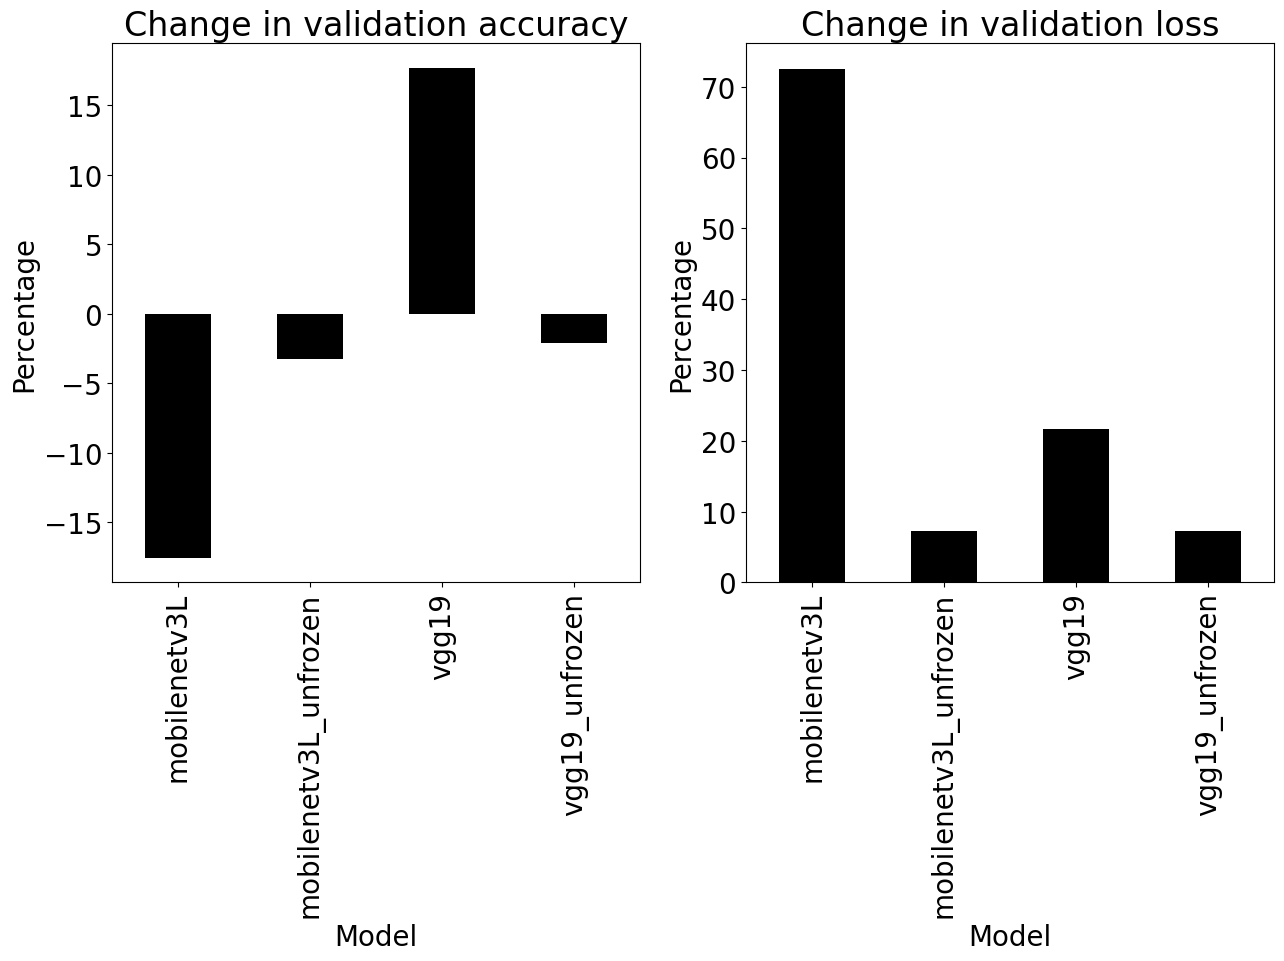 Change in validation accuracy
Percentage
15
10
5
0
−5
−10
−15
mobilenetv3L
mobilenetv3L_unfrozen
vgg19
vgg19_unfrozen
Model
Change in validation loss
Percentage
70
60
50
40
30
20
10
0
mobilenetv3L
mobilenetv3L_unfrozen
vgg19
vgg19_unfrozen
Model